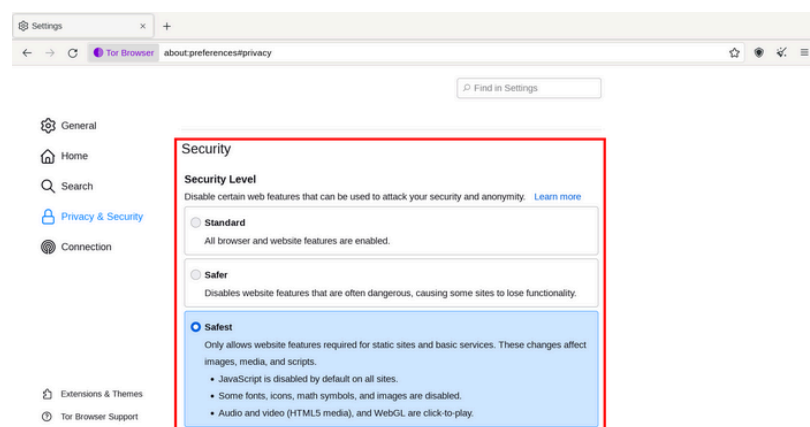 Settings
Tor Browser about:preferences#privacy
Find in Settings
General
Home
Search
Privacy & Security
Connection
Extensions & Themes
Tor Browser Support
Security
Security Level
Disable certain web features that can be used to attack your security and anonymity. Learn more
Standard
All browser and website features are enabled.
Safer
Disables website features that are often dangerous, causing some sites to lose functionality.
Safest
Only allows website features required for static sites and basic services. These changes affect
images, media, and scripts.
• JavaScript is disabled by default on all sites.
• Some fonts, icons, math symbols, and images are disabled.
• Audio and video (HTML5 media), and WebGL are click-to-play.